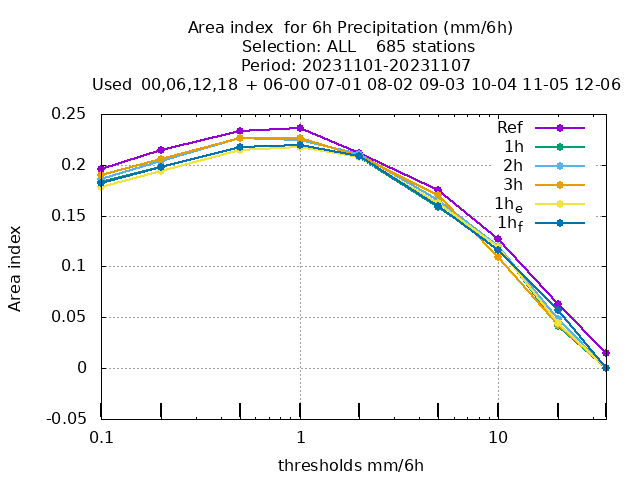 Area index  for 6h Precipitation (mm/6h)
Selection: ALL    685 stations
Period: 20231101-20231107
Used  00,06,12,18  + 06-00 07-01 08-02 09-03 10-04 11-05 12-06
0.25
0.2
0.15
0.1
0.05
0
-0.05
Area index
Ref
1h
2h
3h
1he
1hf
0.1
1
10
thresholds mm/6h